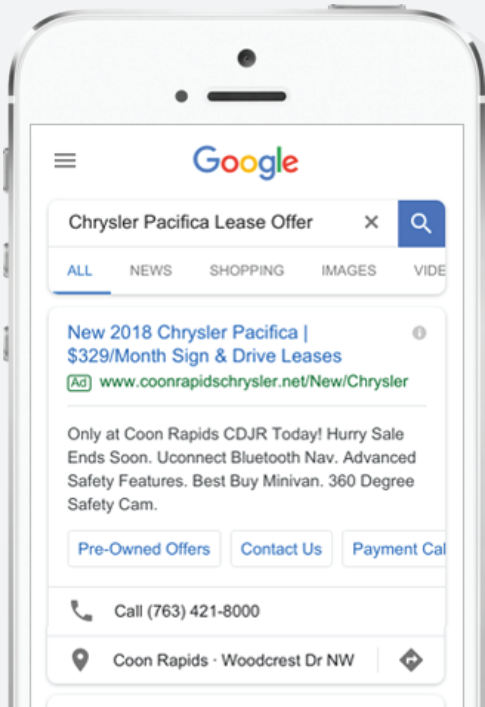 Google
Chrysler Pacifica Lease Offer
ALL NEWS SHOPPING IMAGES VIDE
New 2018 Chrysler Pacifica |
$329/Month Sign & Drive Leases
Ad www.coonrapidschrysler.net/New/Chrysler
Only at Coon Rapids CDJR Today! Hurry Sale
Ends Soon. Uconnect Bluetooth Nav. Advanced
Safety Features. Best Buy Minivan. 360 Degree
Safety Cam.
Pre-Owned Offers Contact Us Payment Cal
Call (763) 421-8000
Coon Rapids · Woodcrest Dr NW